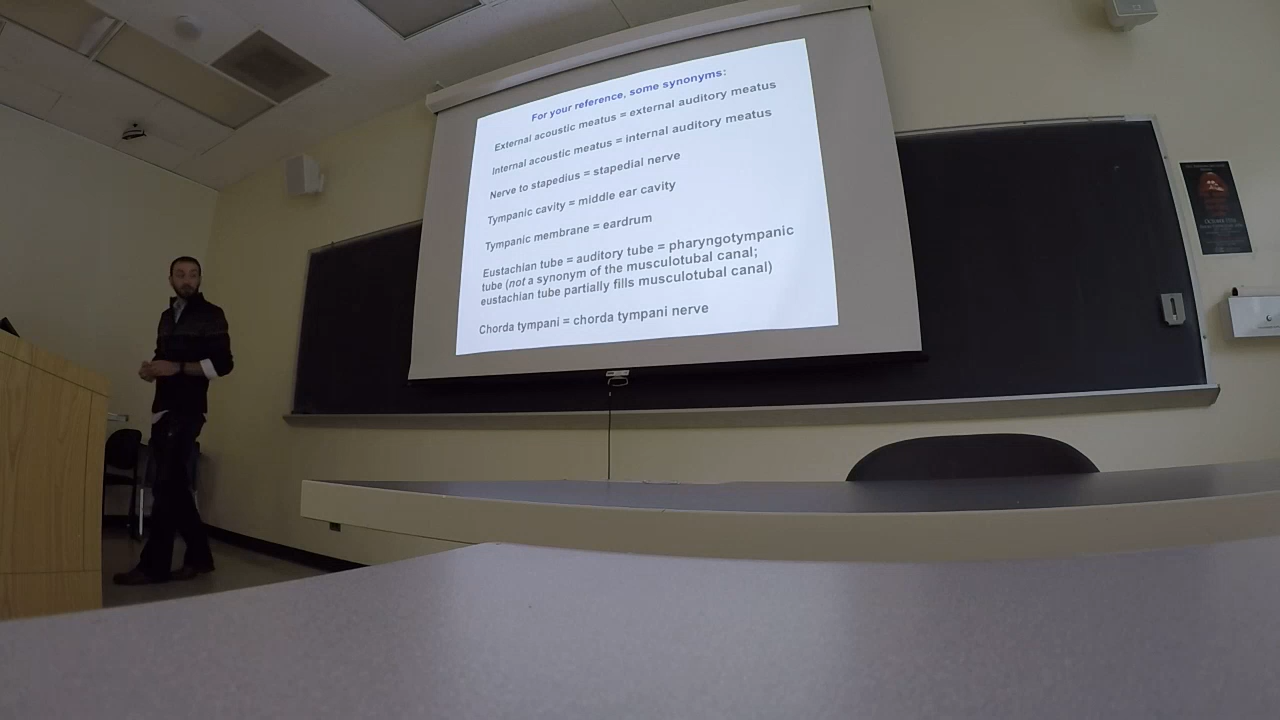 For your reference, some synonyms:
External acoustic meatus = external auditory meatus
Internal acoustic meatus = internal auditory meatus
Nerve to stapedius = stapedial nerve
Tympanic cavity = middle ear cavity
Tympanic membrane = eardrum
Eustachian tube = auditory tube = pharyngotympanic
tube (not a synonym of the musculotubal canal;
eustachian tube partially fills musculotubal canal)
Chorda tympani = chorda tympani nerve